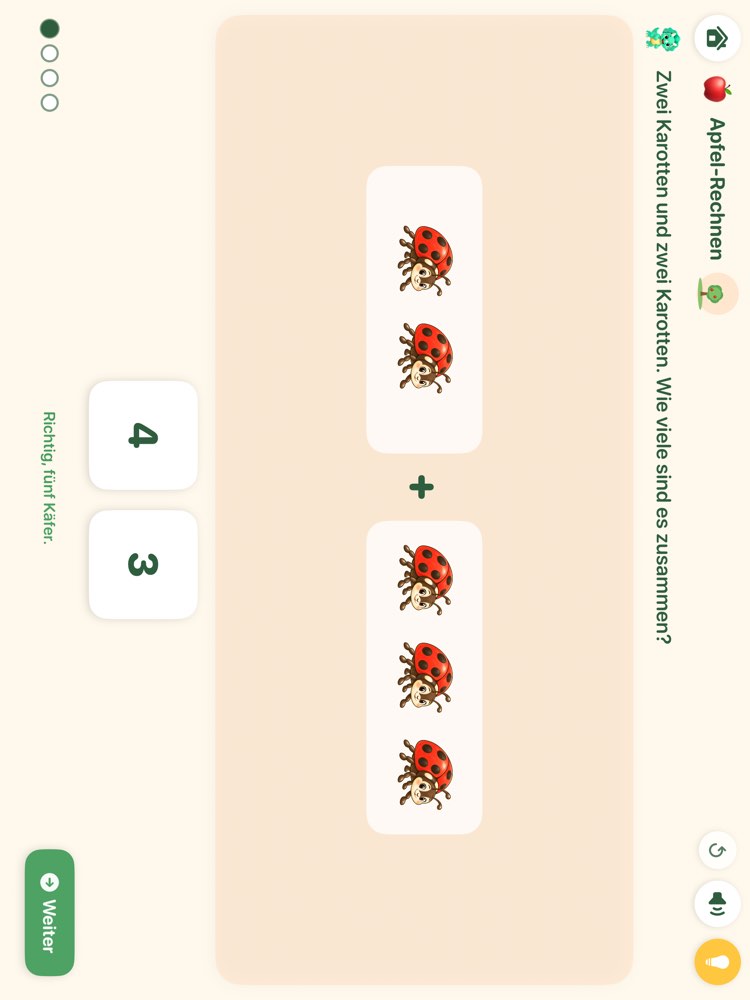 Apfel-Rechnen
Zwei Karotten und zwei Karotten. Wie viele sind es zusammen?
+
4
3
Richtig, fünf Käfer.
Weiter